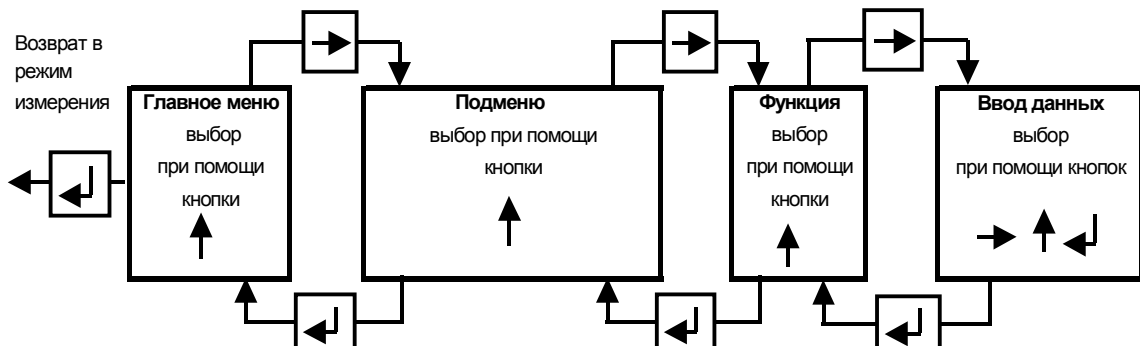 Возврат в
режим
измерения
Главное меню
выбор
при помощи
кнопки
Подменю
выбор при помощи
кнопки
Функция
выбор
при помощи
кнопки
Ввод данных
выбор
при помощи кнопок